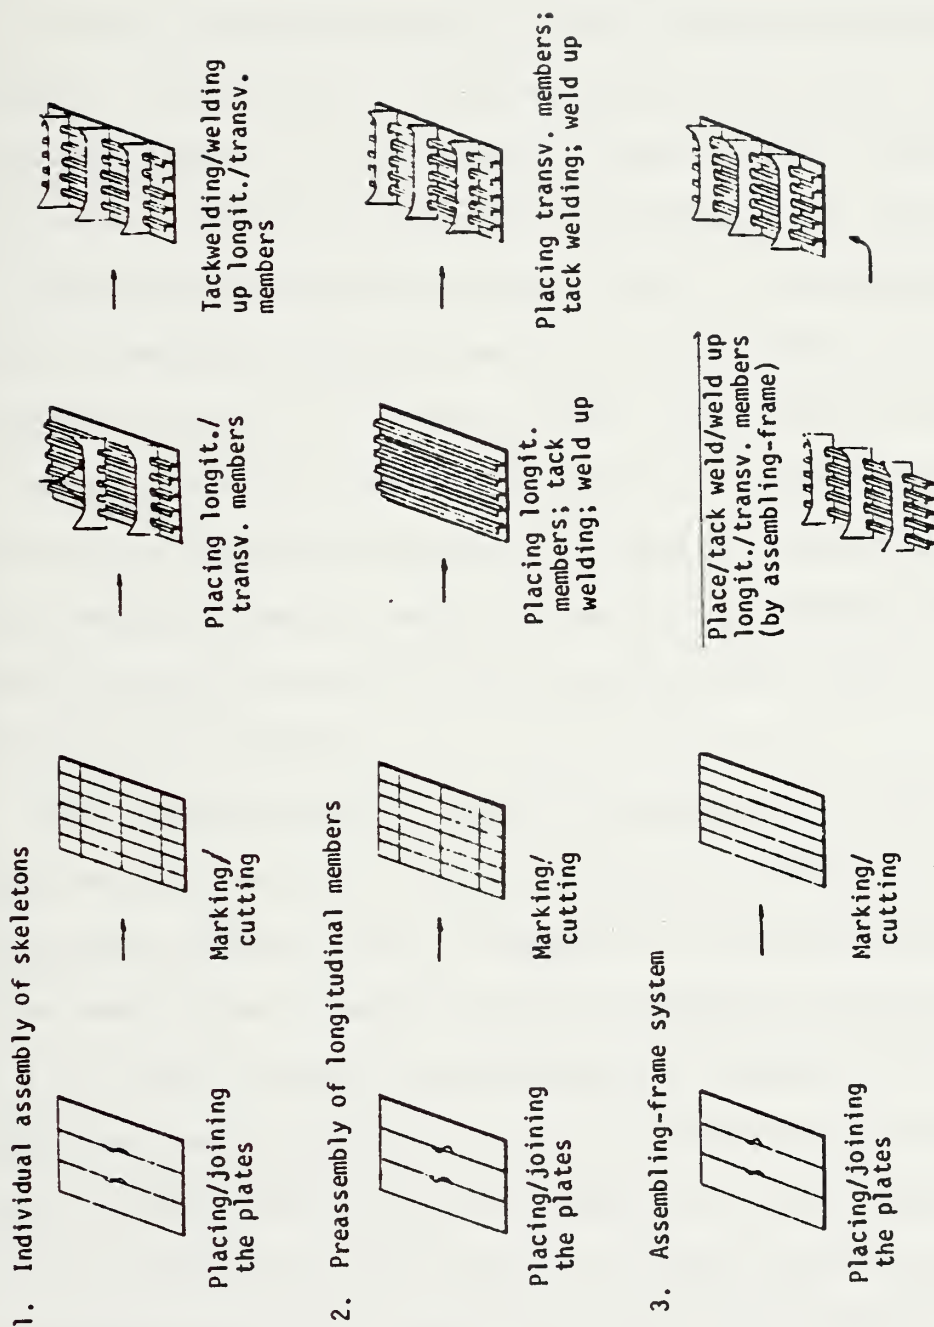 1. Individual assembly of skeletons
Placing/joining
the plates
Marking/
cutting
Placing longit./
transv. members
Tackwelding/welding
up longit./transv.
members
2. Preassembly of longitudinal members
Placing/joining
the plates
Marking/
cutting
Placing longit.
members; tack
welding; weld up
Placing transv. members;
tack welding; weld up
3. Assembling-frame system
Placing/joining
the plates
Marking/
cutting
Place/tack weld/weld up
longit./transv. members
(by assembling-frame)